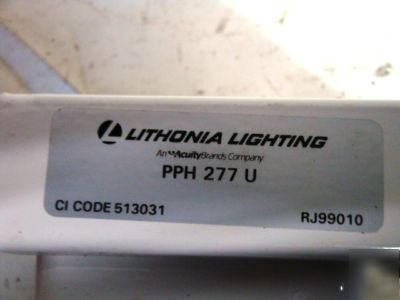 LITHONIA LIGHTING
An AcuityBrands Company
PPH 277 U
CI CODE 513031
RJ99010